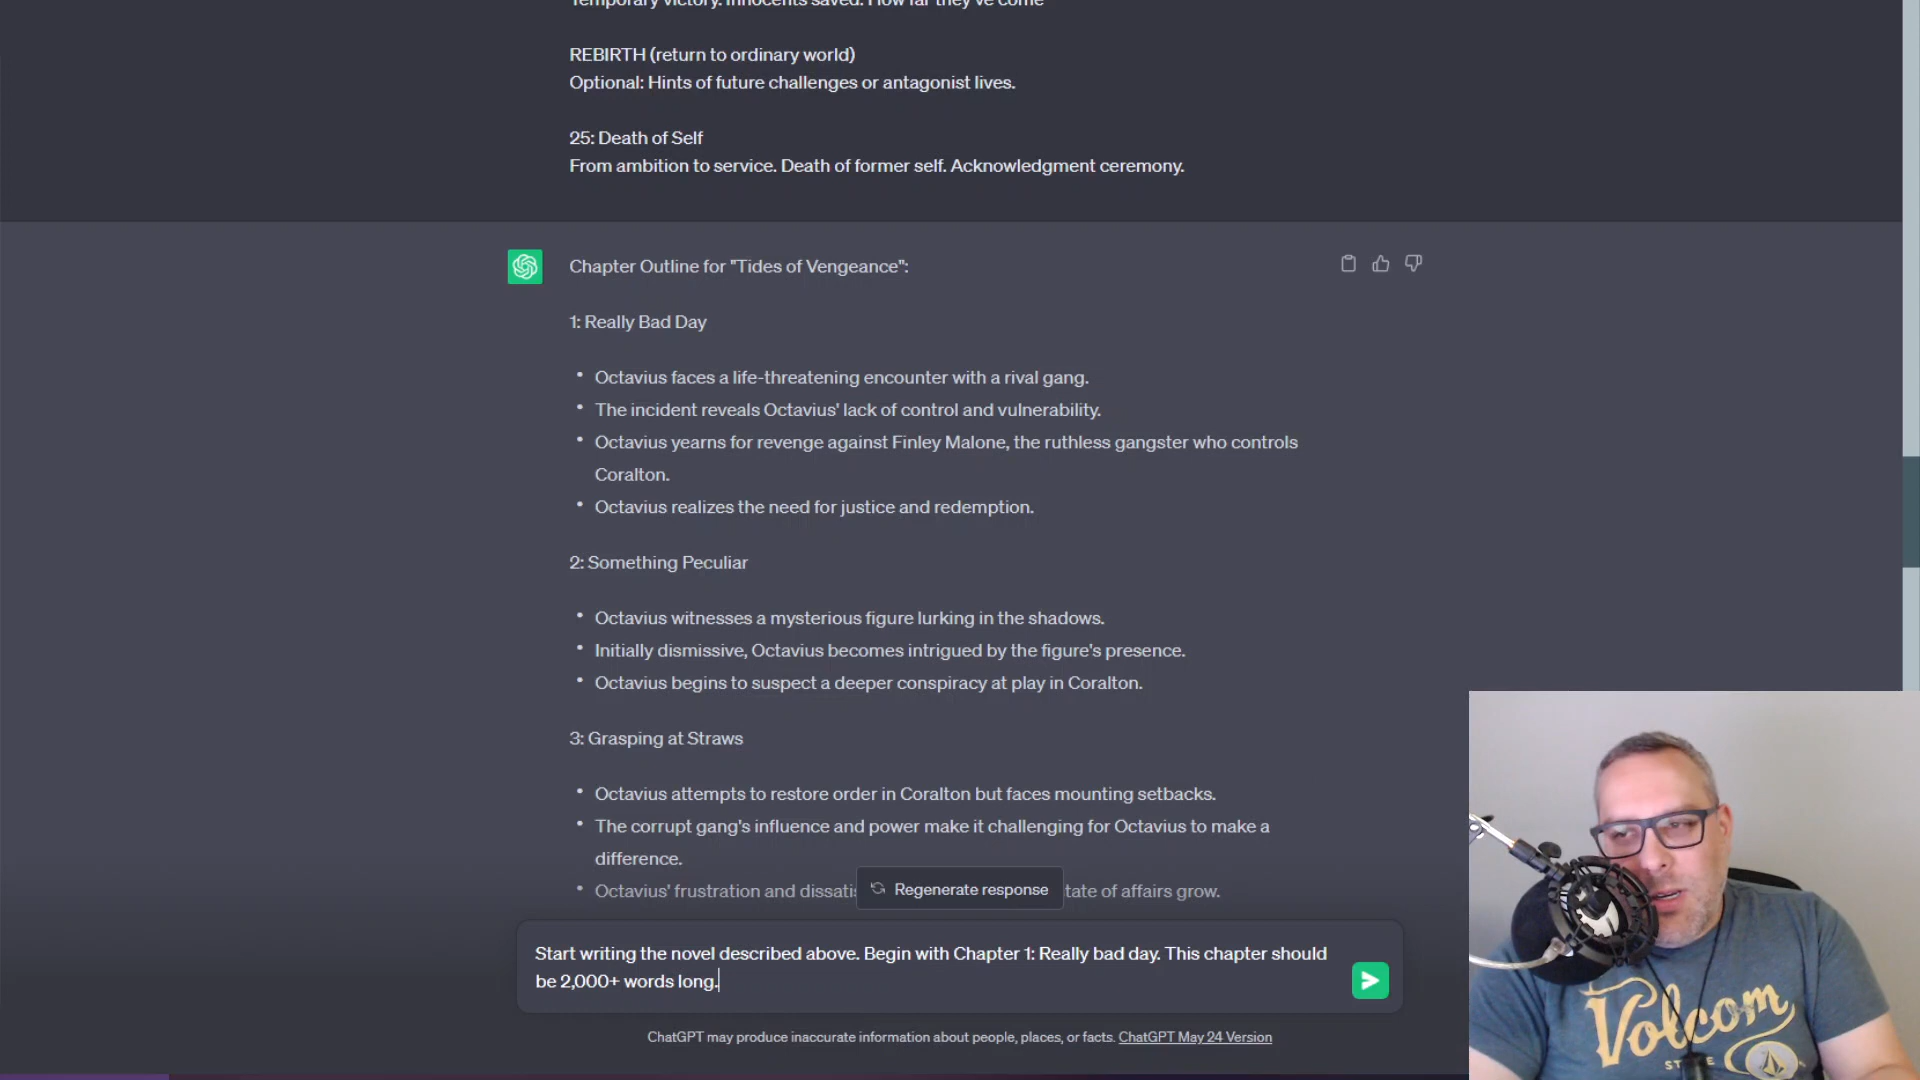 Temporary victory. Innocents saved. How far they've come
REBIRTH (return to ordinary world)
Optional: Hints of future challenges or antagonist lives.
25: Death of Self
From ambition to service. Death of former self. Acknowledgment ceremony.
Chapter Outline for "Tides of Vengeance":
1: Really Bad Day
• Octavius faces a life-threatening encounter with a rival gang.
• The incident reveals Octavius' lack of control and vulnerability.
• Octavius yearns for revenge against Finley Malone, the ruthless gangster who controls
Coralton.
• Octavius realizes the need for justice and redemption.
2: Something Peculiar
• Octavius witnesses a mysterious figure lurking in the shadows.
• Initially dismissive, Octavius becomes intrigued by the figure's presence.
• Octavius begins to suspect a deeper conspiracy at play in Coralton.
3: Grasping at Straws
• Octavius attempts to restore order in Coralton but faces mounting setbacks.
• The corrupt gang's influence and power make it challenging for Octavius to make a
difference.
• Octavius' frustration and tate of affairs grow.
Regenerate response
Start writing the novel described above. Begin with Chapter 1: Really bad day. This chapter should
be 2,000+ words long.
ChatGPT may produce inaccurate information about people, places, or facts. ChatGPT May 24 Version
Volcom